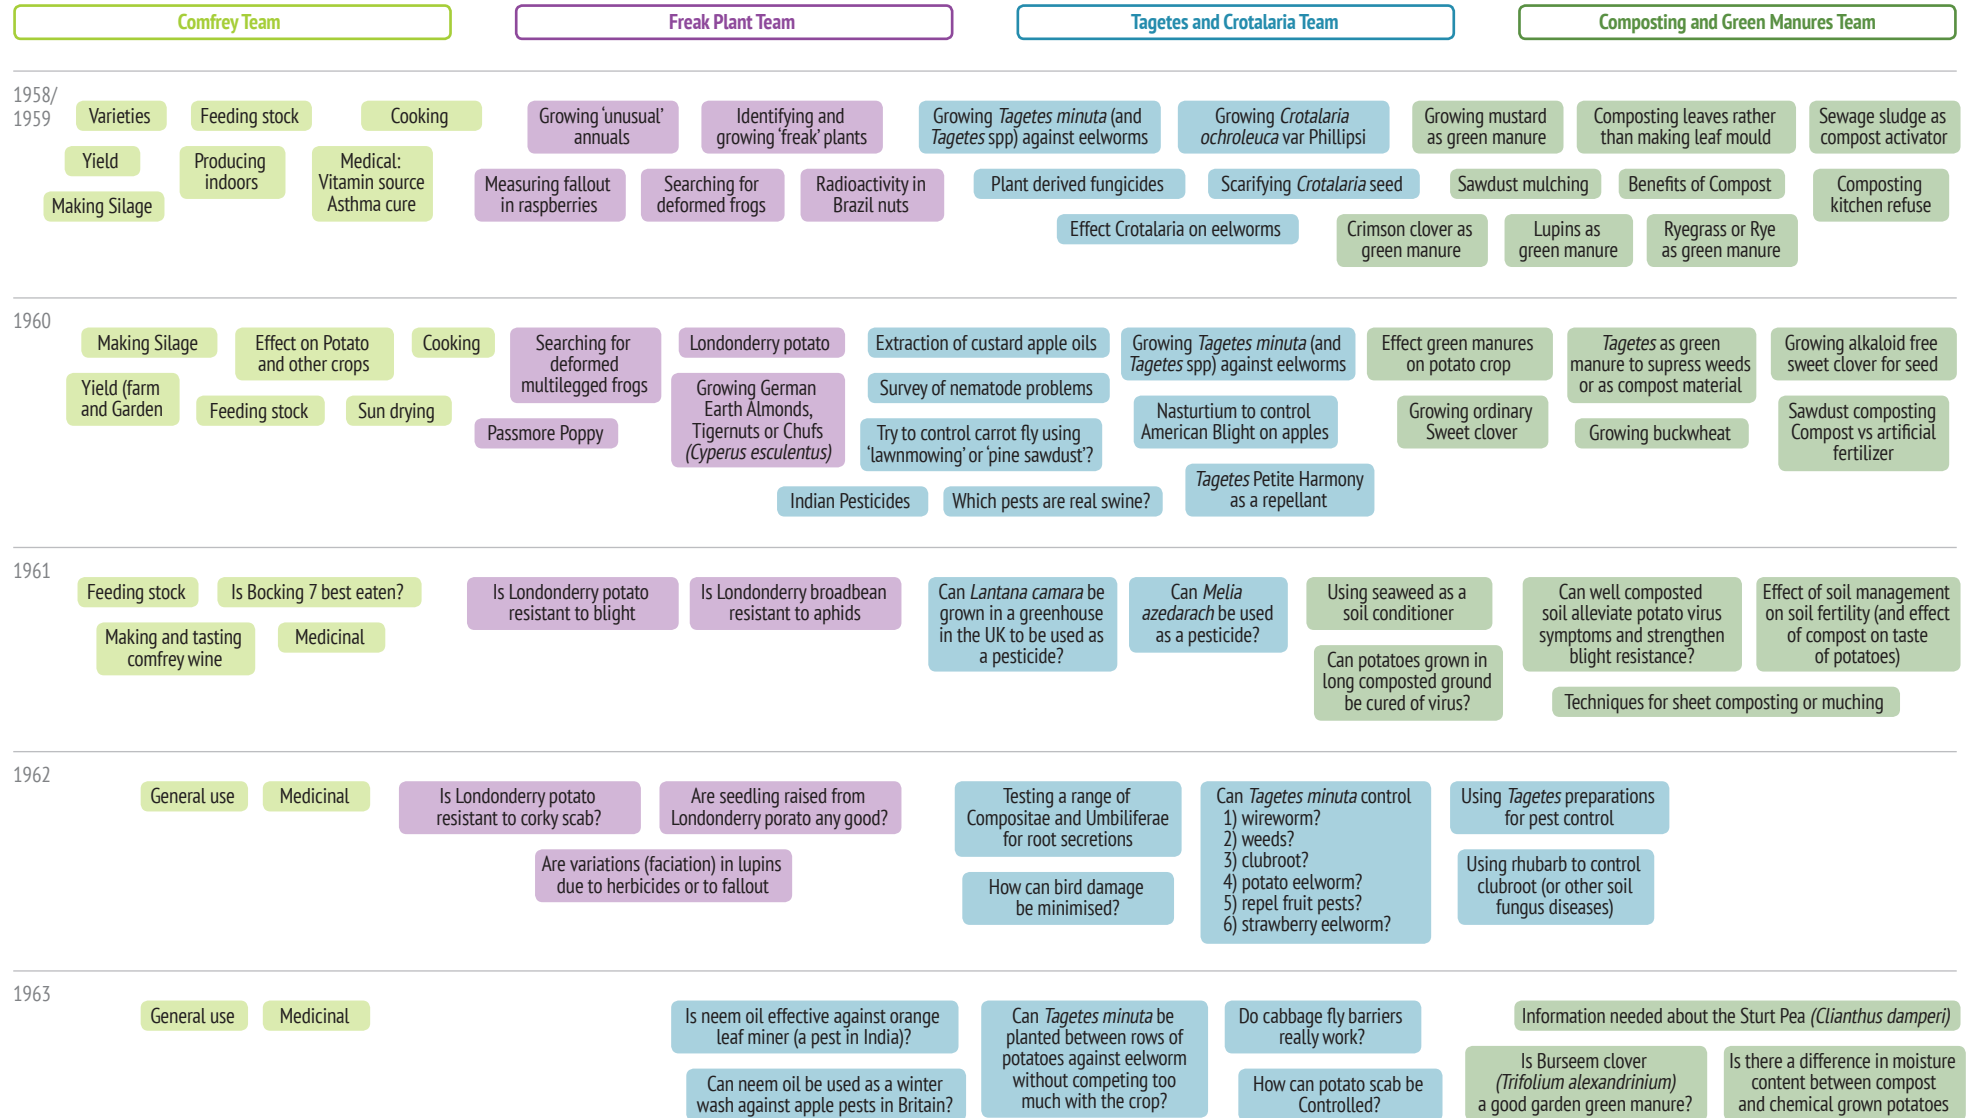 Comfrey Team
Freak Plant Team
Tagetes and Crotalaria Team
Composting and Green Manures Team
1958/
1959
Varieties
Feeding stock
Cooking
Yield
Producing
indoors
Medical:
Vitamin source
Asthma cure
Making Silage
Growing ‘unusual’
annuals
Identifying and
growing ‘freak’ plants
Measuring fallout
in raspberries
Searching for
deformed frogs
Radioactivity in
Brazil nuts
Growing Tagetes minuta (and
Tagetes spp) against eelworms
Growing Crotalaria
ochroleuca var Phillipsi
Plant derived fungicides
Scarifying Crotalaria seed
Effect Crotalaria on eelworms
Growing mustard
as green manure
Composting leaves rather
than making leaf mould
Sewage sludge as
compost activator
Sawdust mulching
Benefits of Compost
Composting
kitchen refuse
Crimson clover as
green manure
Lupins as
green manure
Ryegrass or Rye
as green manure
1960
Making Silage
Effect on Potato
and other crops
Cooking
Yield (farm
and Garden
Feeding stock
Sun drying
Searching for
deformed
multilegged frogs
Londonderry potato
Growing German
Earth Almonds,
Tigernuts or Chufs
(Cyperus esculentus)
Passmore Poppy
Extraction of custard apple oils
Growing Tagetes minuta (and
Tagetes spp) against eelworms
Survey of nematode problems
Nasturtium to control
American Blight on apples
Try to control carrot fly using
‘lawnmowing’ or ‘pine sawdust’?
Tagetes Petite Harmony
as a repellant
Indian Pesticides
Which pests are real swine?
Effect green manures
on potato crop
Tagetes as green
manure to supress weeds
or as compost material
Growing alkaloid free
sweet clover for seed
Growing ordinary
Sweet clover
Growing buckwheat
Sawdust composting
Compost vs artificial
fertilizer
1961
Feeding stock
Is Bocking 7 best eaten?
Making and tasting
comfrey wine
Medicinal
Is Londonderry potato
resistant to blight
Is Londonderry broadbean
resistant to aphids
Can Lantana camara be
grown in a greenhouse
in the UK to be used as
a pesticide?
Can Melia
azedarach be used
as a pesticide?
Using seaweed as a
soil conditioner
Can potatoes grown in
long composted ground
be cured of virus?
Can well composted
soil alleviate potato virus
symptoms and strengthen
blight resistance?
Effect of soil management
on soil fertility (and effect
of compost on taste
of potatoes)
Techniques for sheet composting or muching
1962
General use
Medicinal
Is Londonderry potato
resistant to corky scab?
Are seedling raised from
Londonderry porato any good?
Are variations (faciation) in lupins
due to herbicides or to fallout
Testing a range of
Compositae and Umbiliferae
for root secretions
How can bird damage
be minimised?
Can Tagetes minuta control
1) wireworm?
2) weeds?
3) clubroot?
4) potato eelworm?
5) repel fruit pests?
6) strawberry eelworm?
Using Tagetes preparations
for pest control
Using rhubarb to control
clubroot (or other soil
fungus diseases)
1963
General use
Medicinal
Is neem oil effective against orange
leaf miner (a pest in India)?
Can neem oil be used as a winter
wash against apple pests in Britain?
Can Tagetes minuta be
planted between rows of
potatoes against eelworm
without competing too
much with the crop?
Do cabbage fly barriers
really work?
How can potato scab be
Controlled?
Information needed about the Sturt Pea (Clianthus damperi)
Is Burseem clover
(Trifolium alexandrinium)
a good garden green manure?
Is there a difference in moisture
content between compost
and chemical grown potatoes